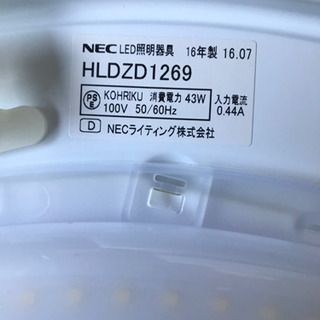 NEC LED照明器具 16年製 16.07
HLDZD1269
PS E KOHRIKU 消費電力 43W 入力電流
100V 50/60Hz 0.44A
D NECライティング株式会社